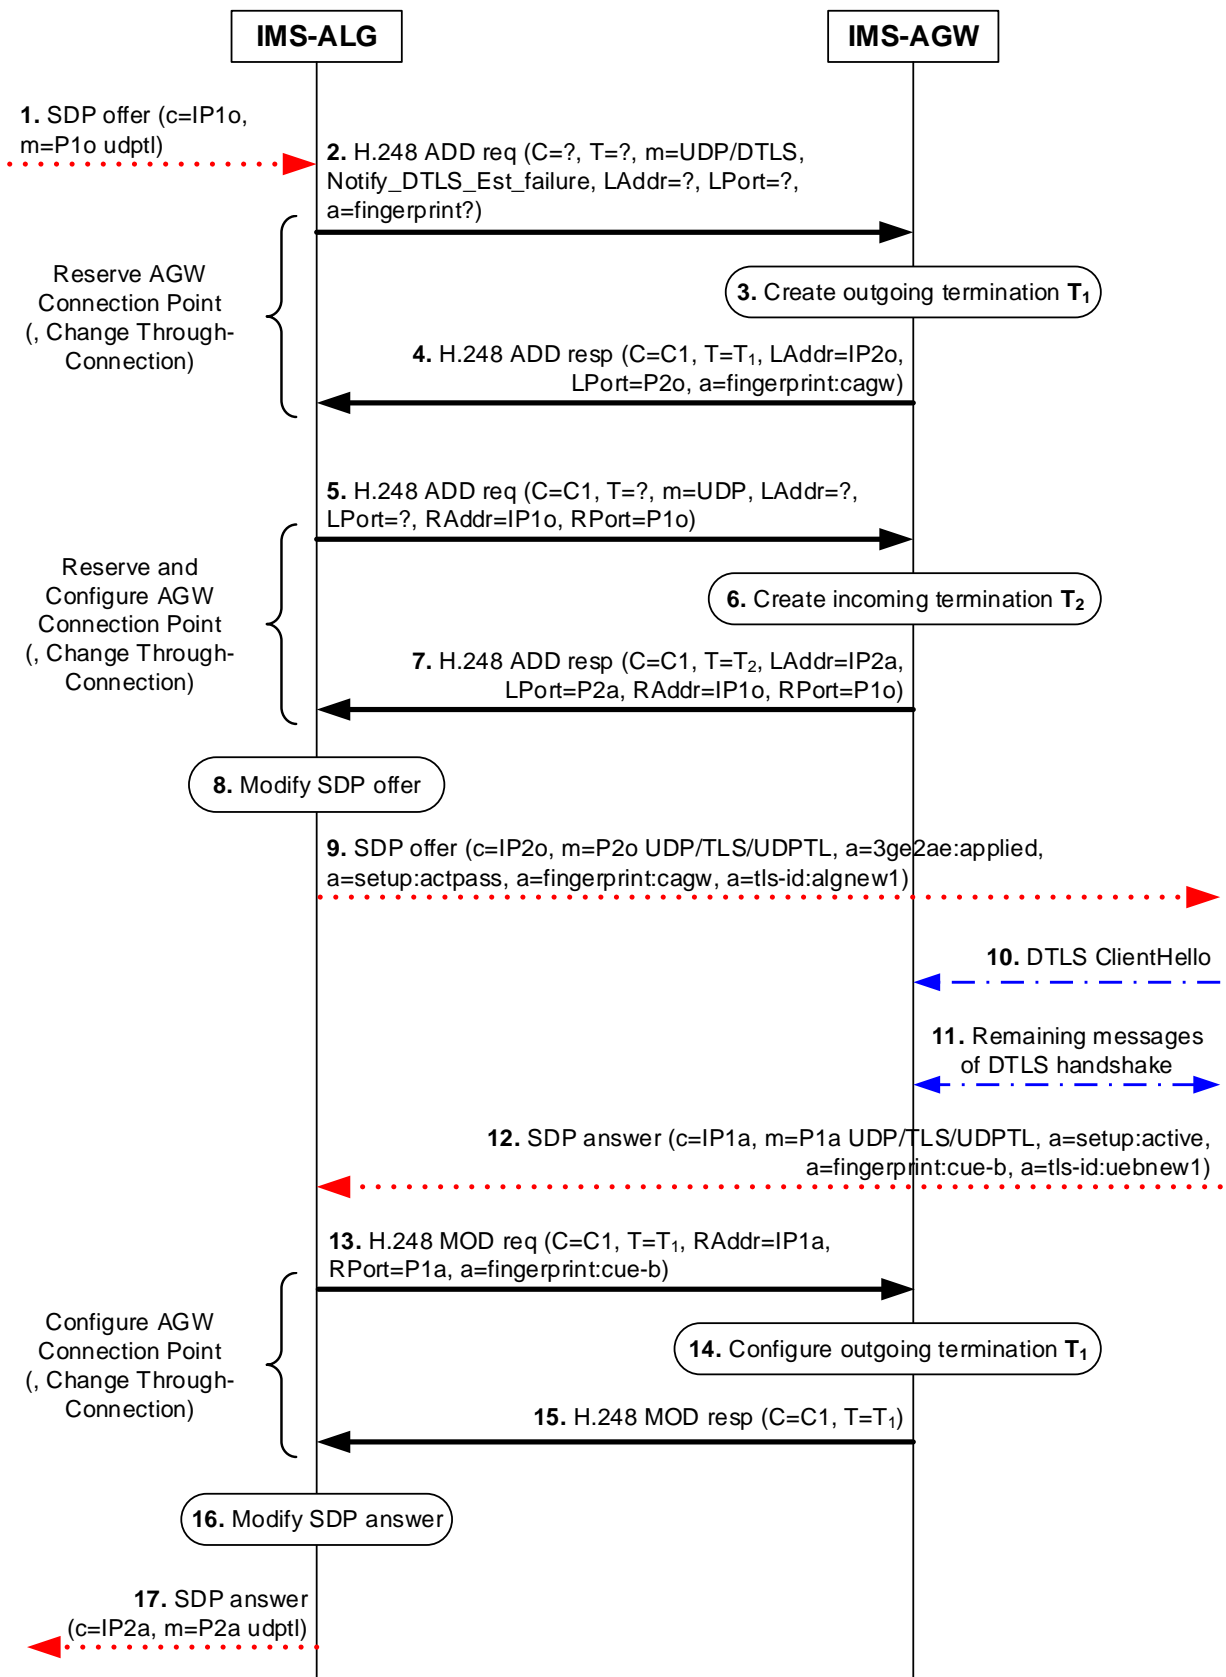 IMS-ALG
IMS-AGW
1. SDP offer (c=IP1o,
m=P1o udptl)
2. H.248 ADD req (C=?, T=?, m=UDP/DTLS,
Notify_DTLS_Est_failure, LAddr=?, LPort=?,
a=fingerprint?)
Reserve AGW
Connection Point
(, Change Through-
Connection)
3. Create outgoing termination T1
4. H.248 ADD resp (C=C1, T=T1, LAddr=IP2o,
LPort=P2o, a=fingerprint:cagw)
5. H.248 ADD req (C=C1, T=?, m=UDP, LAddr=?,
LPort=?, RAddr=IP1o, RPort=P1o)
Reserve and
Configure AGW
Connection Point
(, Change Through-
Connection)
6. Create incoming termination T2
7. H.248 ADD resp (C=C1, T=T2, LAddr=IP2a,
LPort=P2a, RAddr=IP1o, RPort=P1o)
8. Modify SDP offer
9. SDP offer (c=IP2o, m=P2o UDP/TLS/UDPTL, a=3ge2ae:applied,
a=setup:actpass, a=fingerprint:cagw, a=tls-id:algnew1)
10. DTLS ClientHello
11. Remaining messages
of DTLS handshake
12. SDP answer (c=IP1a, m=P1a UDP/TLS/UDPTL, a=setup:active,
a=fingerprint:cue-b, a=tls-id:uebnew1)
13. H.248 MOD req (C=C1, T=T1, RAddr=IP1a,
RPort=P1a, a=fingerprint:cue-b)
Configure AGW
Connection Point
(, Change Through-
Connection)
14. Configure outgoing termination T1
15. H.248 MOD resp (C=C1, T=T1)
16. Modify SDP answer
17. SDP answer
(c=IP2a, m=P2a udptl)